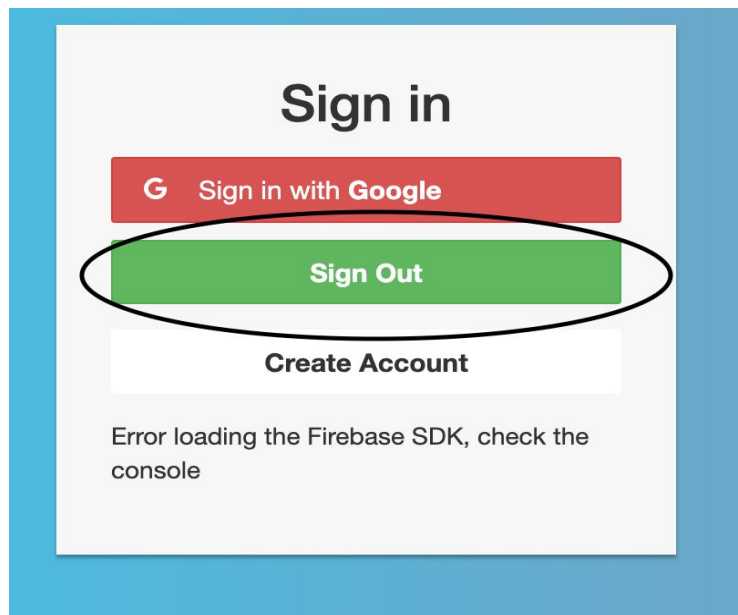 Sign in
G Sign in with Google
Sign Out
Create Account
Error loading the Firebase SDK, check the
console